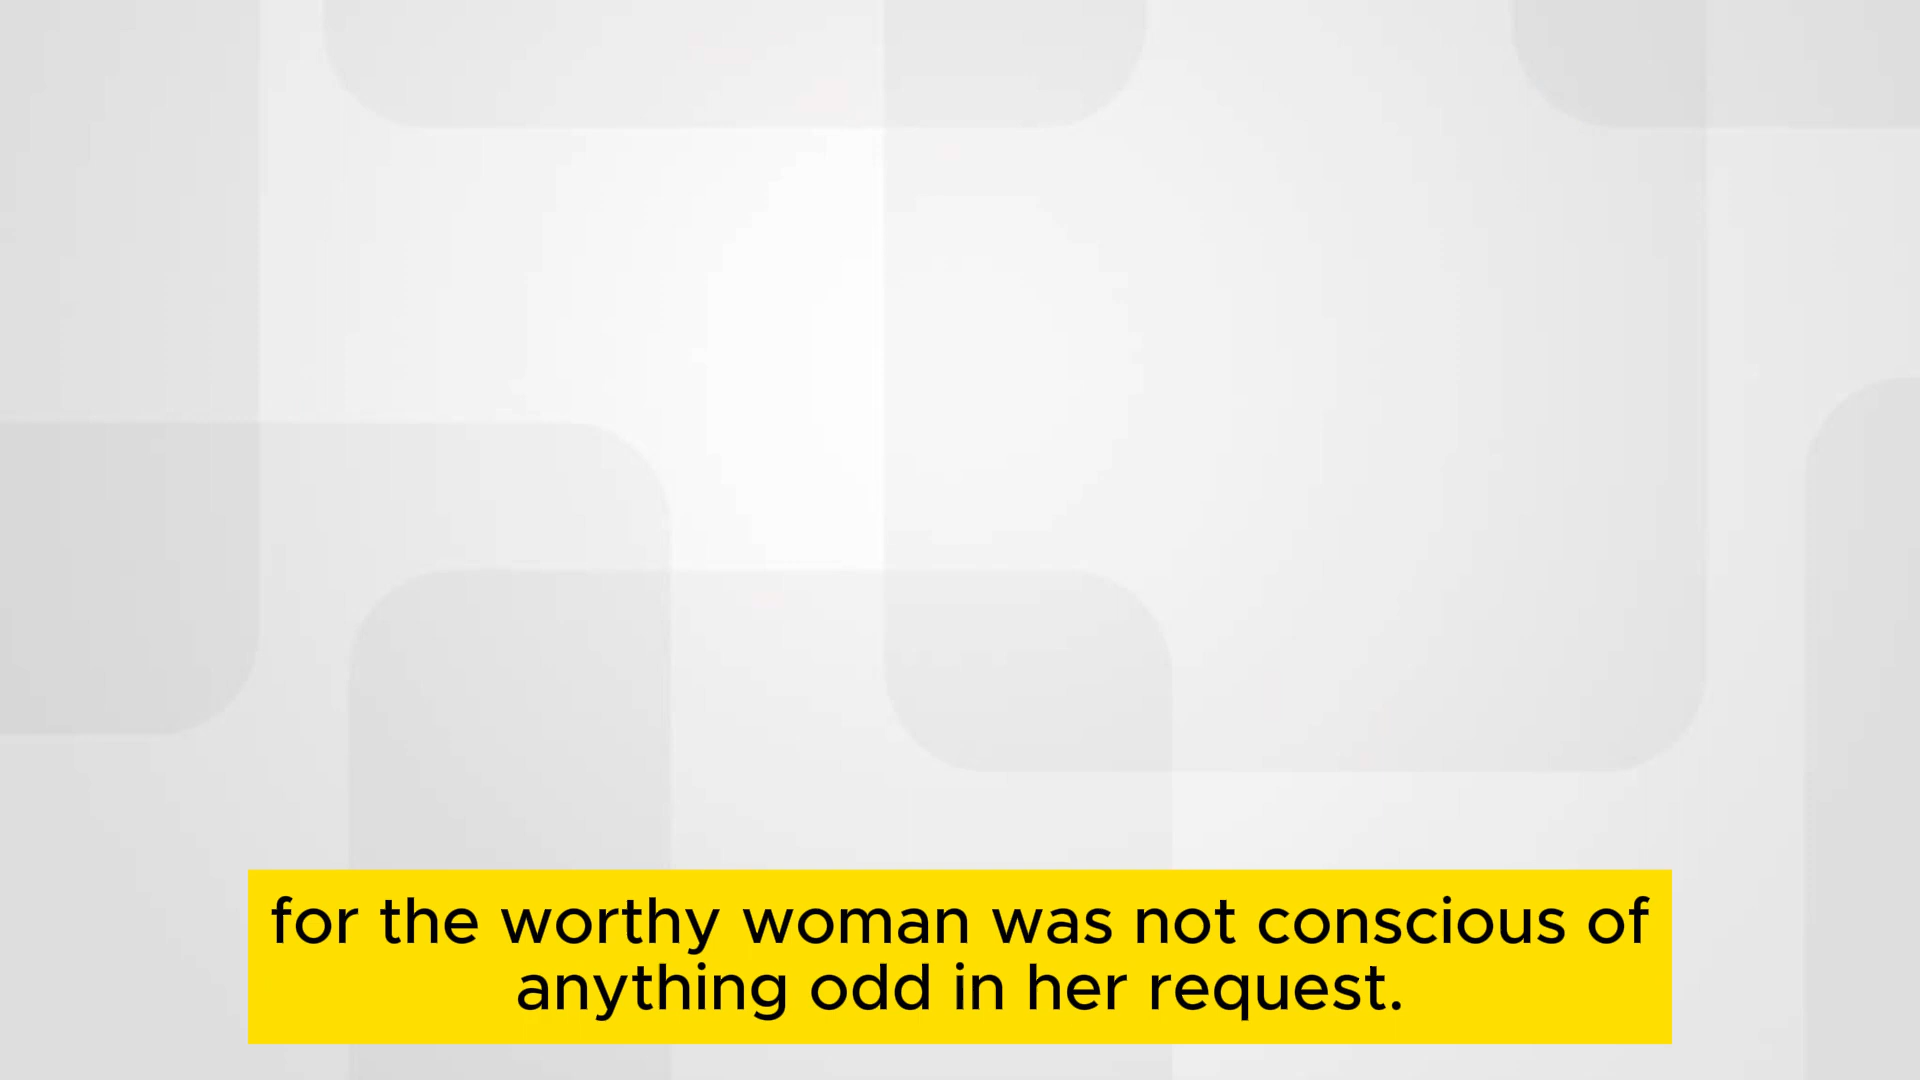 for the worthy woman was not conscious of
anything odd in her request.